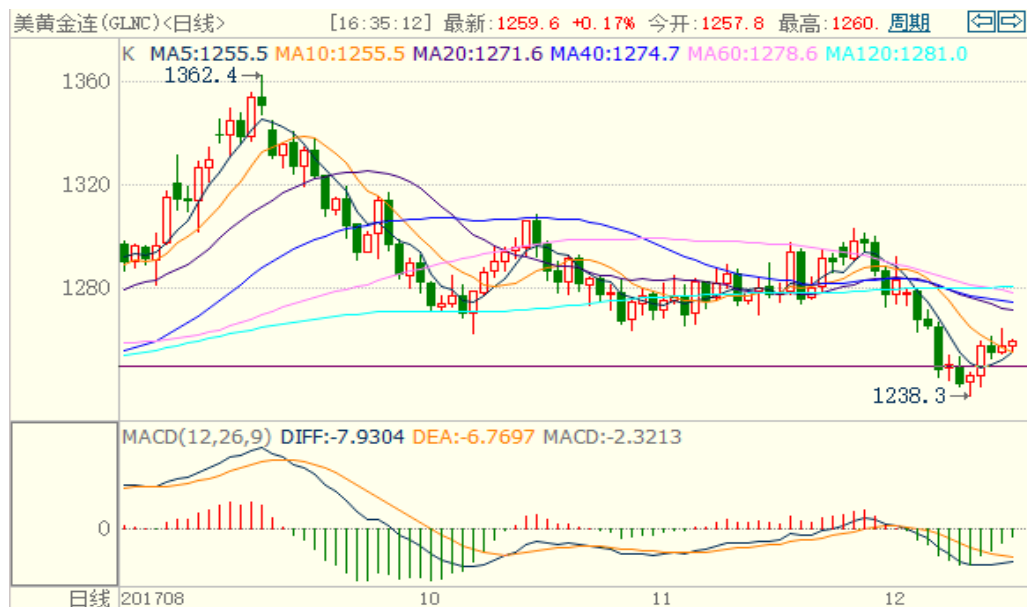 美黄金连(GLNC)<日线> [16:35:12] 最新:1259.6 +0.17% 今开:1257.8 最高:1260. 周期
K MA5:1255.5 MA10:1255.5 MA20:1271.6 MA40:1274.7 MA60:1278.6 MA120:1281.0
1362.4
1360
1320
1280
1238.3
MACD(12,26,9) DIFF:-7.9304 DEA:-6.7697 MACD:-2.3213
0
日线 201708 10 11 12